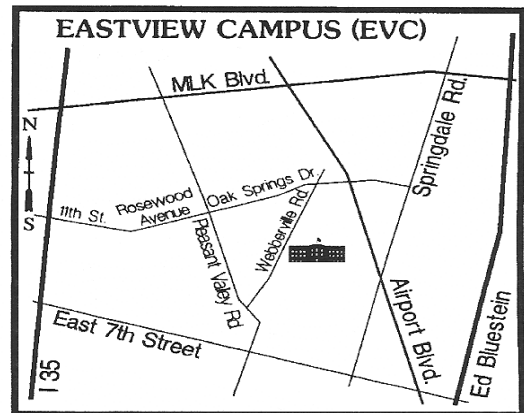 EASTVIEW CAMPUS (EVC)
MLK Blvd.
Springdale Rd.
N
S
11th St.
Rosewood
Avenue
Oak Springs Dr.
Pleasant Valley Rd
Webberville Rd.
Airport Blvd.
Ed Bluestein
East 7th Street
I 35